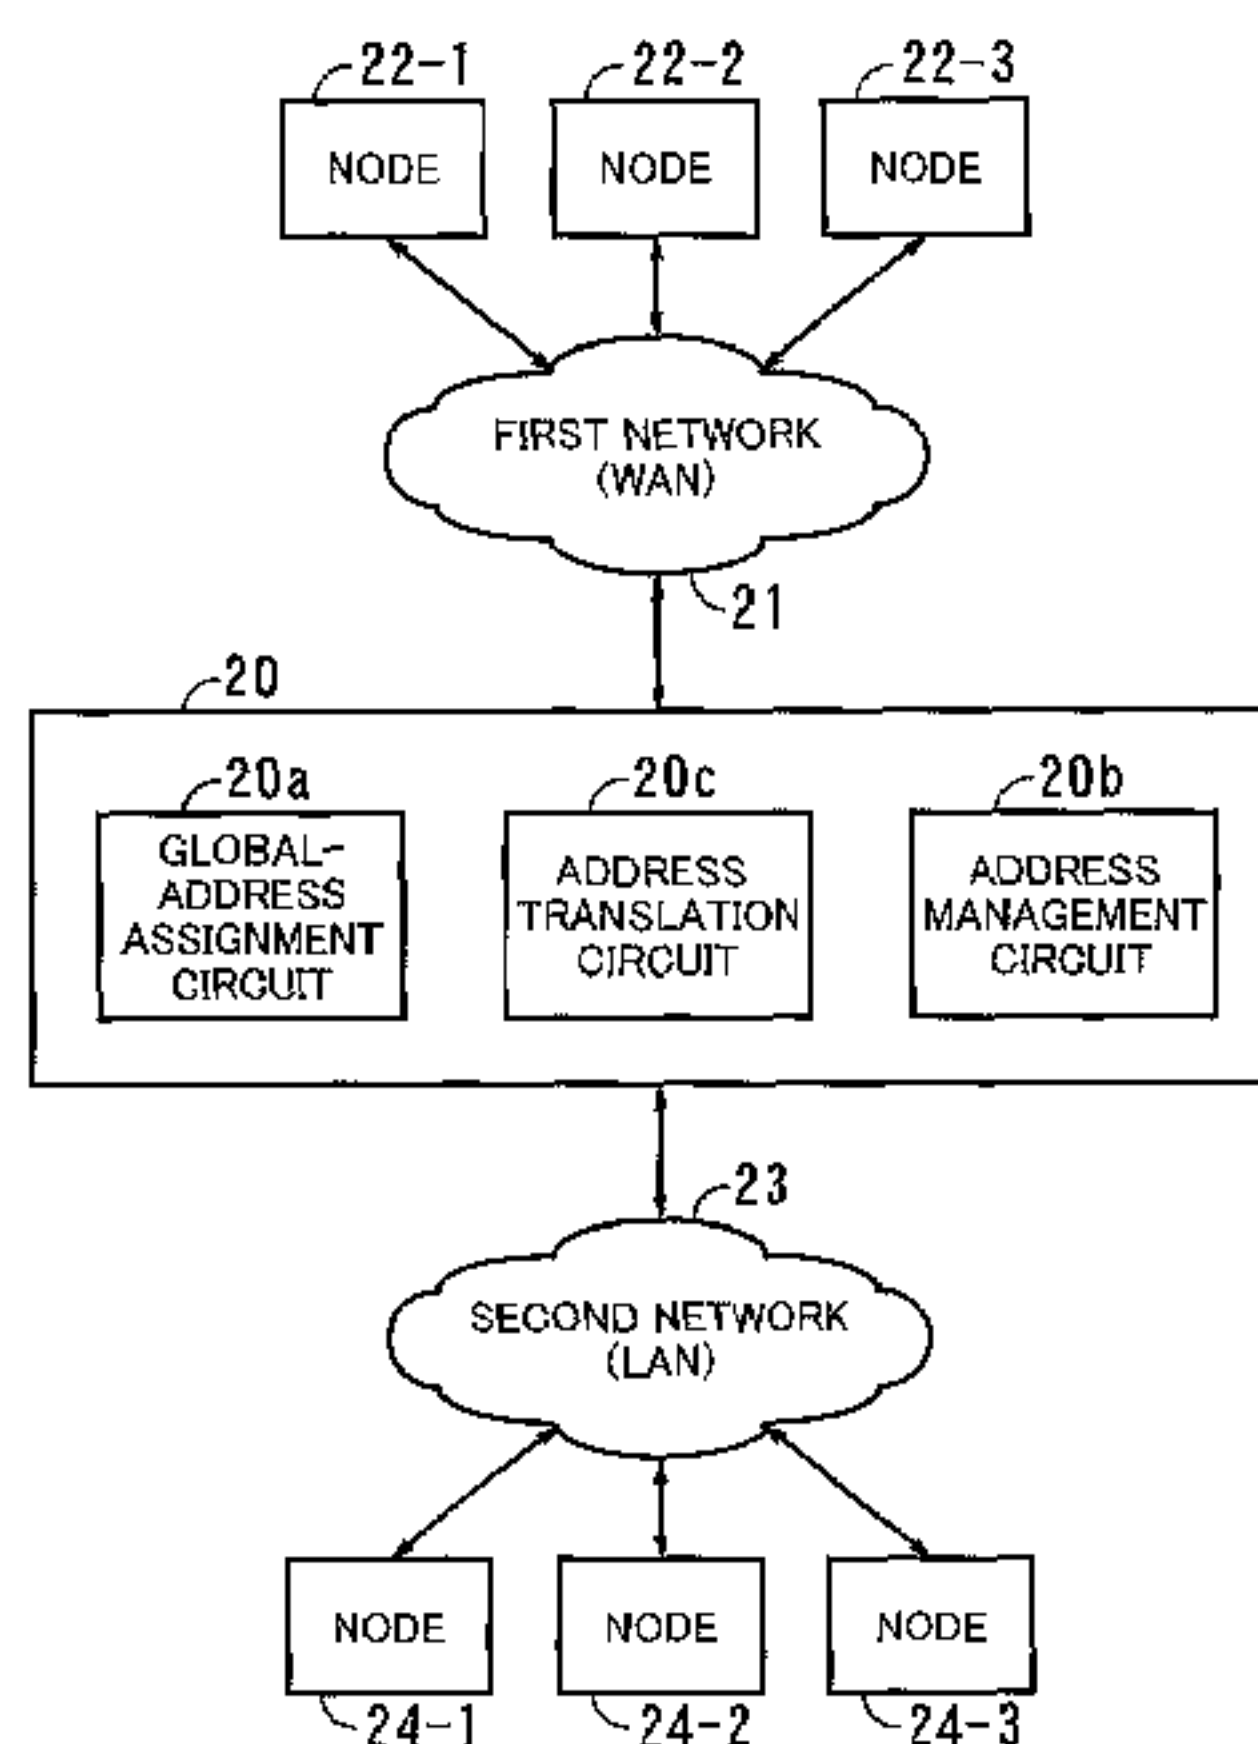 22-1 22-2 22-3
NODE NODE NODE
FIRST NETWORK
(WAN)
21
20
20a 20c 20b
GLOBAL-
ADDRESS
ASSIGNMENT
CIRCUIT
ADDRESS
TRANSLATION
CIRCUIT
ADDRESS
MANAGEMENT
CIRCUIT
23
SECOND NETWORK
(LAN)
NODE NODE NODE
24-1 24-2 24-3